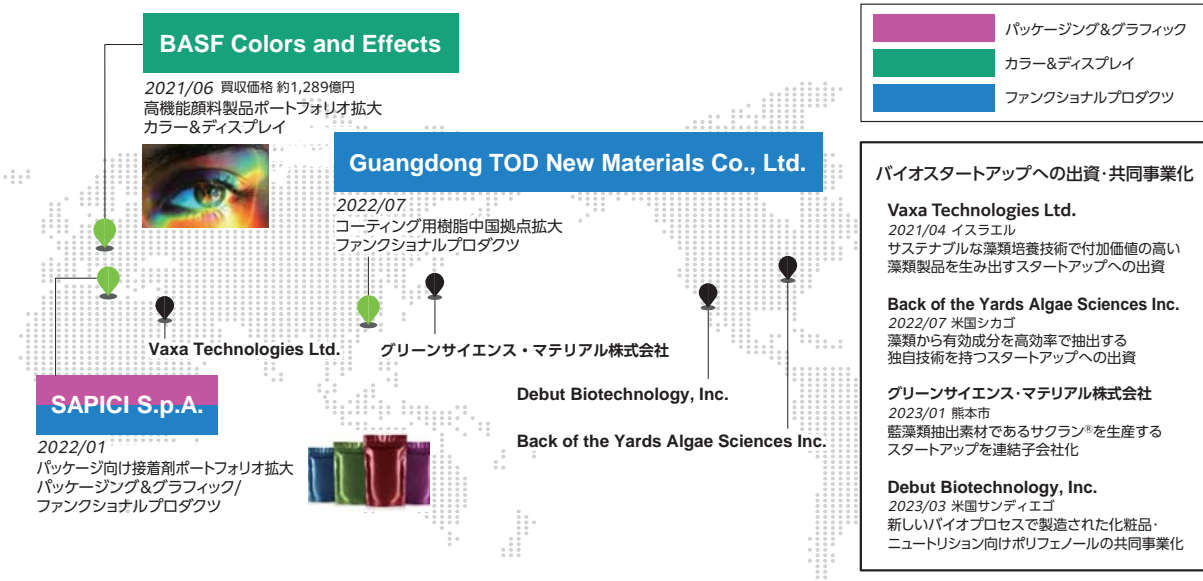 BASF Colors and Effects
2021/06 買収価格 約1,289億円
高機能顔料製品ポートフォリオ拡大
カラー&ディスプレイ
Guangdong TOD New Materials Co., Ltd.
2022/07
コーティング用樹脂中国拠点拡大
ファンクショナルプロダクツ
Vaxa Technologies Ltd.
グリーンサイエンス・マテリアル株式会社
Debut Biotechnology, Inc.
Back of the Yards Algae Sciences Inc.
SAPICI S.p.A.
2022/01
パッケージ向け接着剤ポートフォリオ拡大
パッケージング&グラフィック/
ファンクショナルプロダクツ
パッケージング&グラフィック
カラー&ディスプレイ
ファンクショナルプロダクツ
バイオスタートアップへの出資・共同事業化
Vaxa Technologies Ltd.
2021/04 イスラエル
サステナブルな藻類培養技術で付加価値の高い
藻類製品を生み出すスタートアップへの出資
Back of the Yards Algae Sciences Inc.
2022/07 米国シカゴ
藻類から有効成分を高効率で抽出する
独自技術を持つスタートアップへの出資
グリーンサイエンス・マテリアル株式会社
2023/01 熊本市
藍藻類抽出素材であるサクラン®を生産する
スタートアップを連結子会社化
Debut Biotechnology, Inc.
2023/03 米国サンディエゴ
新しいバイオプロセスで製造された化粧品・
ニュートリション向けポリフェノールの共同事業化